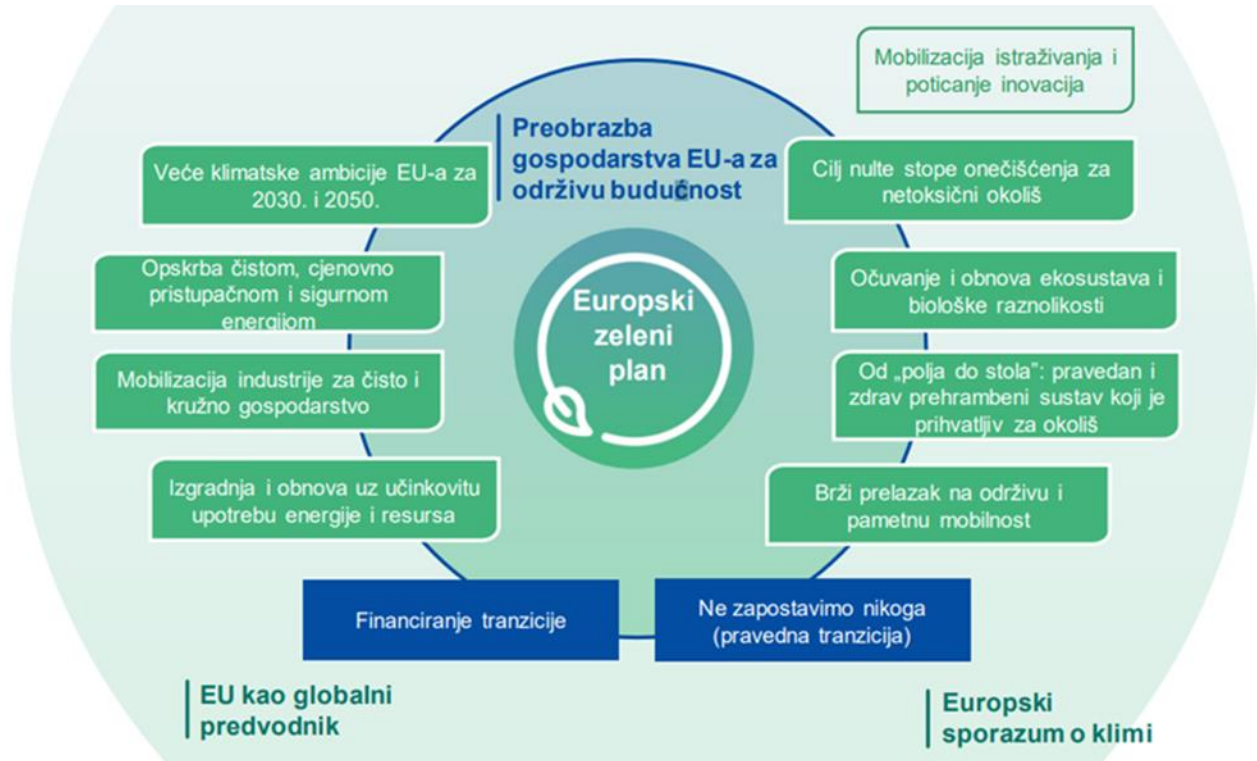 Mobilizacija istraživanja i
poticanje inovacija
Preobrazba
gospodarstva EU-a za
održivu budućnost
Veće klimatske ambicije EU-a za
2030. i 2050.
Cilj nulte stope onečišćenja za
netoksični okoliš
Opskrba čistom, cjenovno
pristupačnom i sigurnom
energijom
Očuvanje i obnova ekosustava i
biološke raznolikosti
Europski
zeleni
plan
Mobilizacija industrije za čisto i
kružno gospodarstvo
Od „polja do stola”: pravedan i
zdrav prehrambeni sustav koji je
prihvatljiv za okoliš
Izgradnja i obnova uz učinkovitu
upotrebu energije i resursa
Brži prelazak na održivu i
pametnu mobilnost
Financiranje tranzicije
Ne zapostavimo nikoga
(pravedna tranzicija)
EU kao globalni
predvodnik
Europski
sporazum o klimi